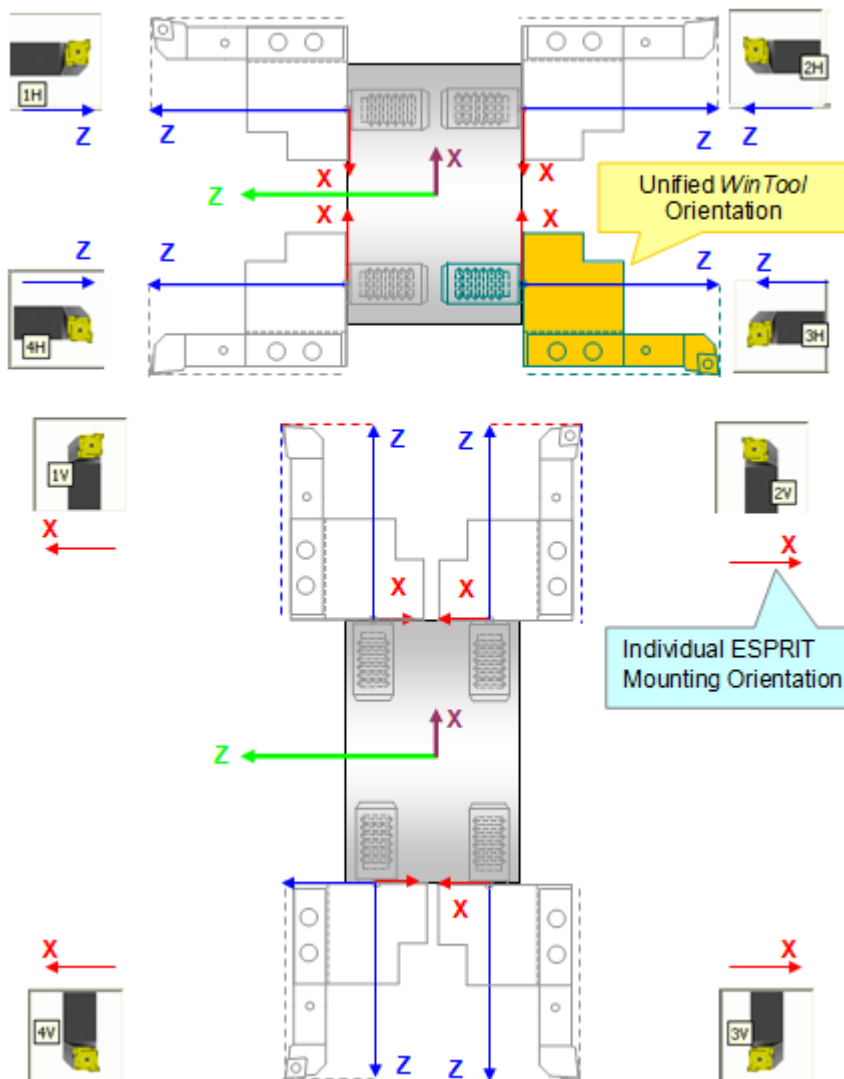 1H
2H
Z
Z
Z
Z
X
X
X
Z
Unified WinTool
Orientation
X
X
Z
Z
Z
Z
4H
3H
1V
Z
Z
2V
X
X
X
X
Individual ESPRIT
Mounting Orientation
X
Z
X
X
X
4V
3V
Z
Z